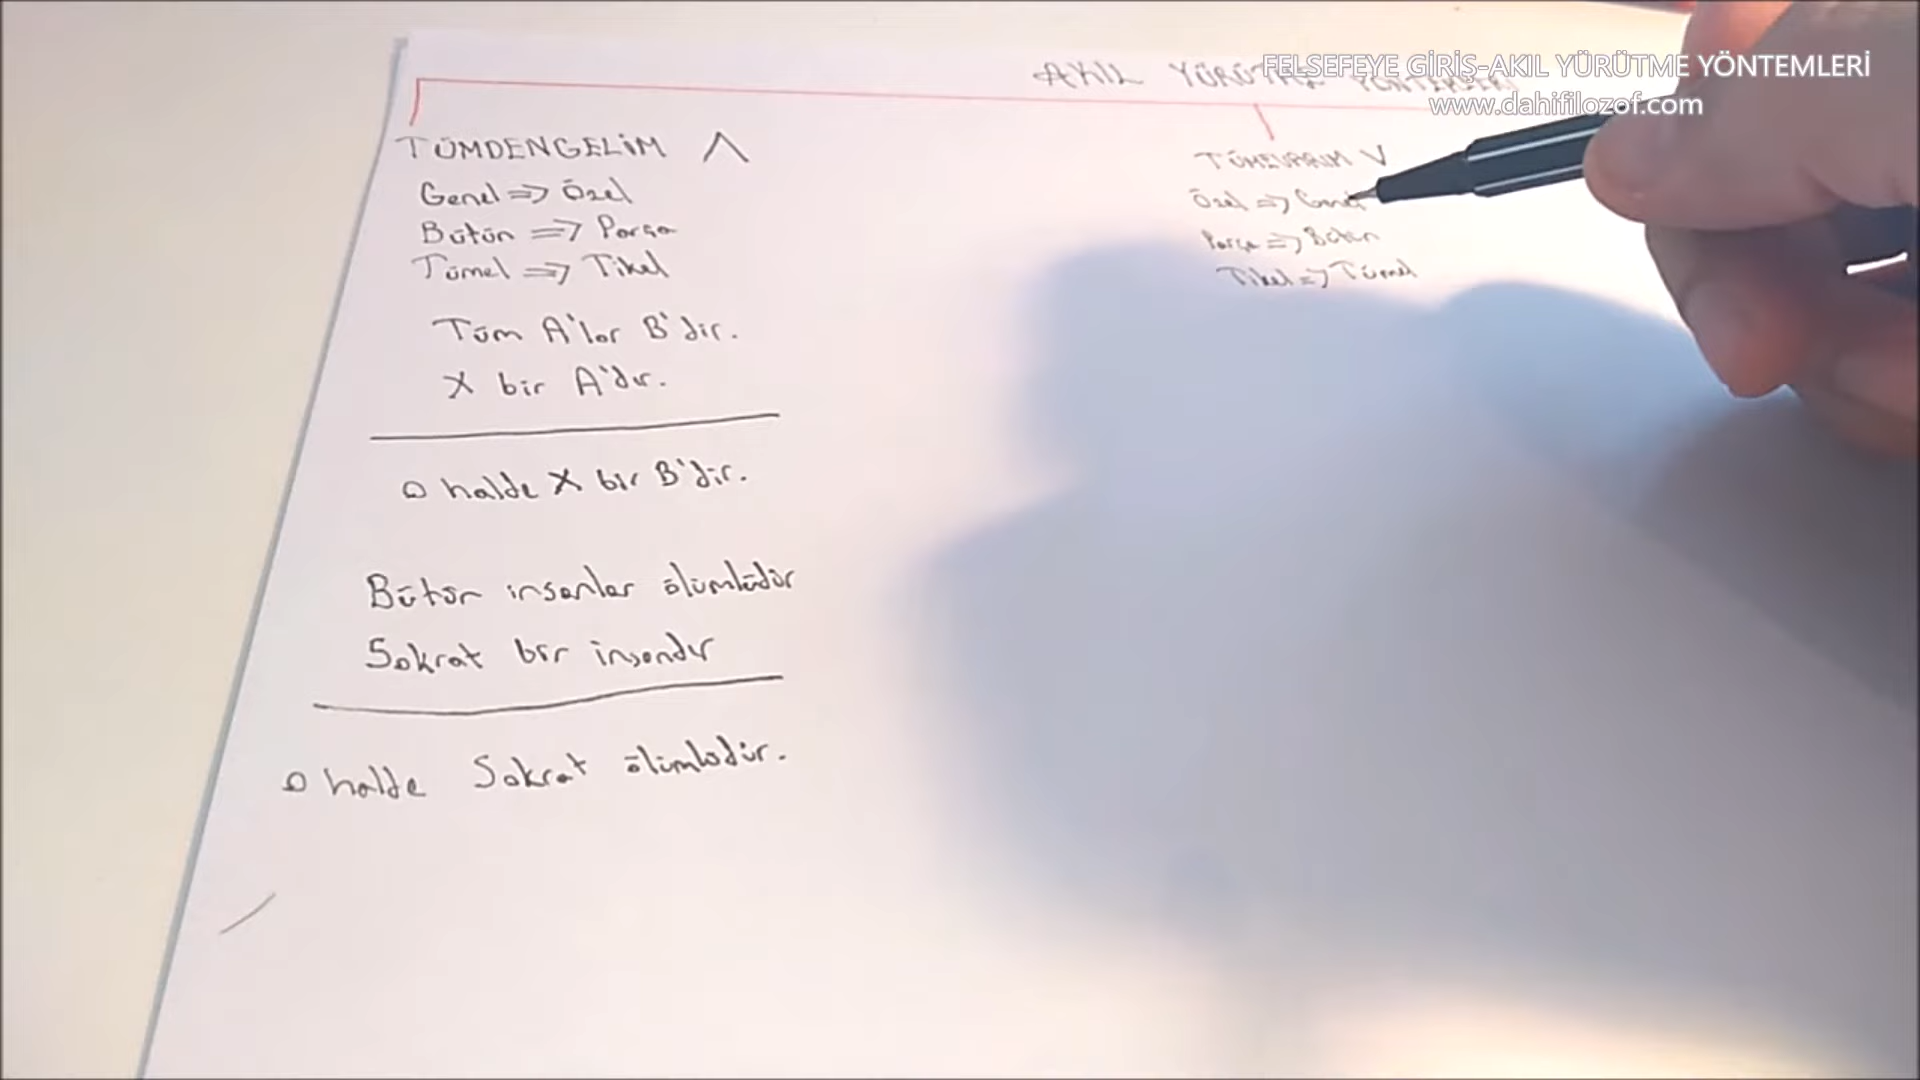 FELSEFEYE GİRİŞ-AKIL YÜRÜTME YÖNTEMLERİ
www.dahifilozof.com
AKIL YÜRÜTME YÖNTEMLERİ
TÜMDENGELİM Λ
Genel => Özel
Bütün => Parça
Tümel => Tikel
Tüm A'lar B'dir.
X bir A'dır.
O halde X bir B'dir.
Bütün insanlar ölümlüdür
Sokrat bir insandır
O halde Sokrat ölümlüdür.
TÜMEVARIM V
Özel => Genel
Parça => Bütün
Tikel => Tümel